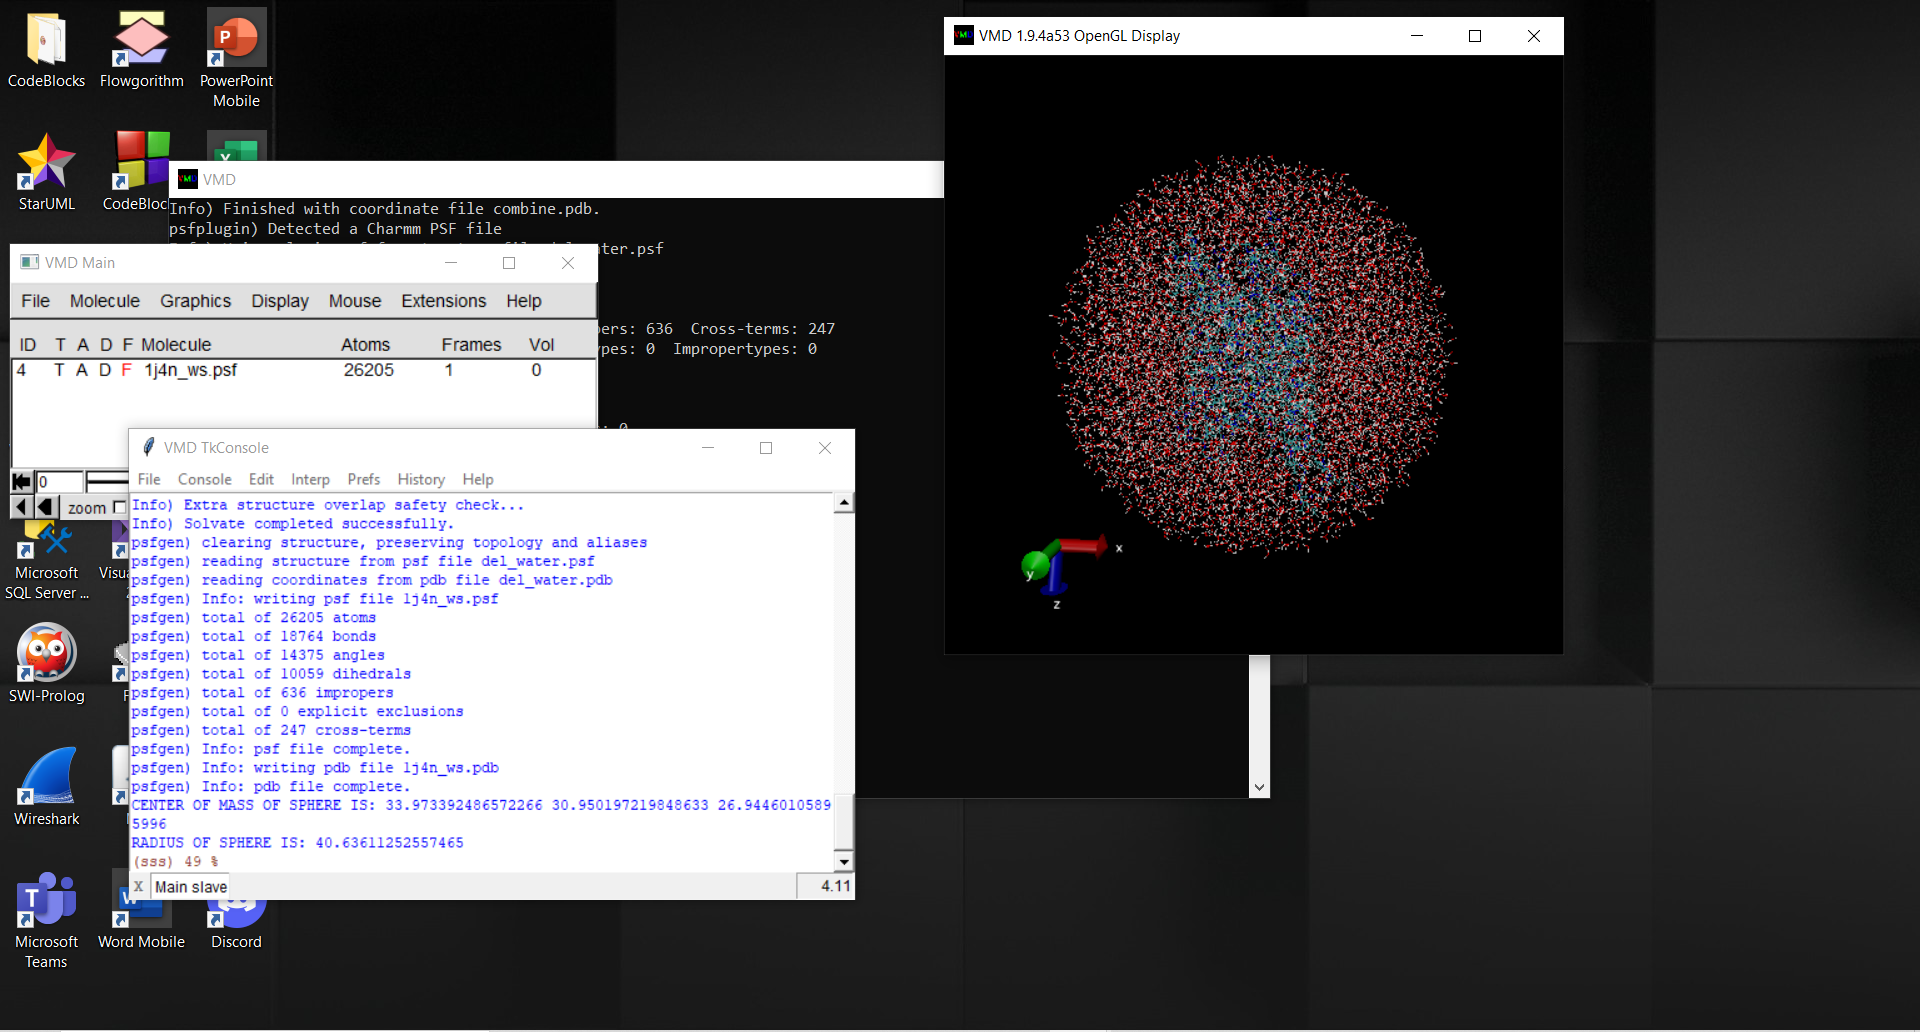 CodeBlocks
Flowgorithm
PowerPoint
Mobile
StarUML
CodeBloc
VMD
Info) Finished with coordinate file combine.pdb.
psfplugin) Detected a Charmm PSF file
ater.psf
pers: 636  Cross-terms: 247
ypes: 0  Impropertypes: 0
VMD Main
File Molecule Graphics Display Mouse Extensions Help
ID T A D F Molecule Atoms Frames Vol
4 T A D F 1j4n_ws.psf 26205 1 0
0
zoom
VMD TkConsole
File Console Edit Interp Prefs History Help
Info) Extra structure overlap safety check...
Info) Solvate completed successfully.
psfgen) clearing structure, preserving topology and aliases
psfgen) reading structure from psf file del_water.psf
psfgen) reading coordinates from pdb file del_water.pdb
psfgen) Info: writing psf file 1j4n_ws.psf
psfgen) total of 26205 atoms
psfgen) total of 18764 bonds
psfgen) total of 14375 angles
psfgen) total of 10059 dihedrals
psfgen) total of 636 impropers
psfgen) total of 0 explicit exclusions
psfgen) total of 247 cross-terms
psfgen) Info: psf file complete.
psfgen) Info: writing pdb file 1j4n_ws.pdb
psfgen) Info: pdb file complete.
CENTER OF MASS OF SPHERE IS: 33.973392486572266 30.950197219848633 26.9446010589
5996
RADIUS OF SPHERE IS: 40.63611252557465
(sss) 49 %
X Main slave 4.11
Microsoft
SQL Server ...
Visu
SWI-Prolog
F
Wireshark
Microsoft
Teams
Word Mobile
Discord
VMD 1.9.4a53 OpenGL Display
x
y
z